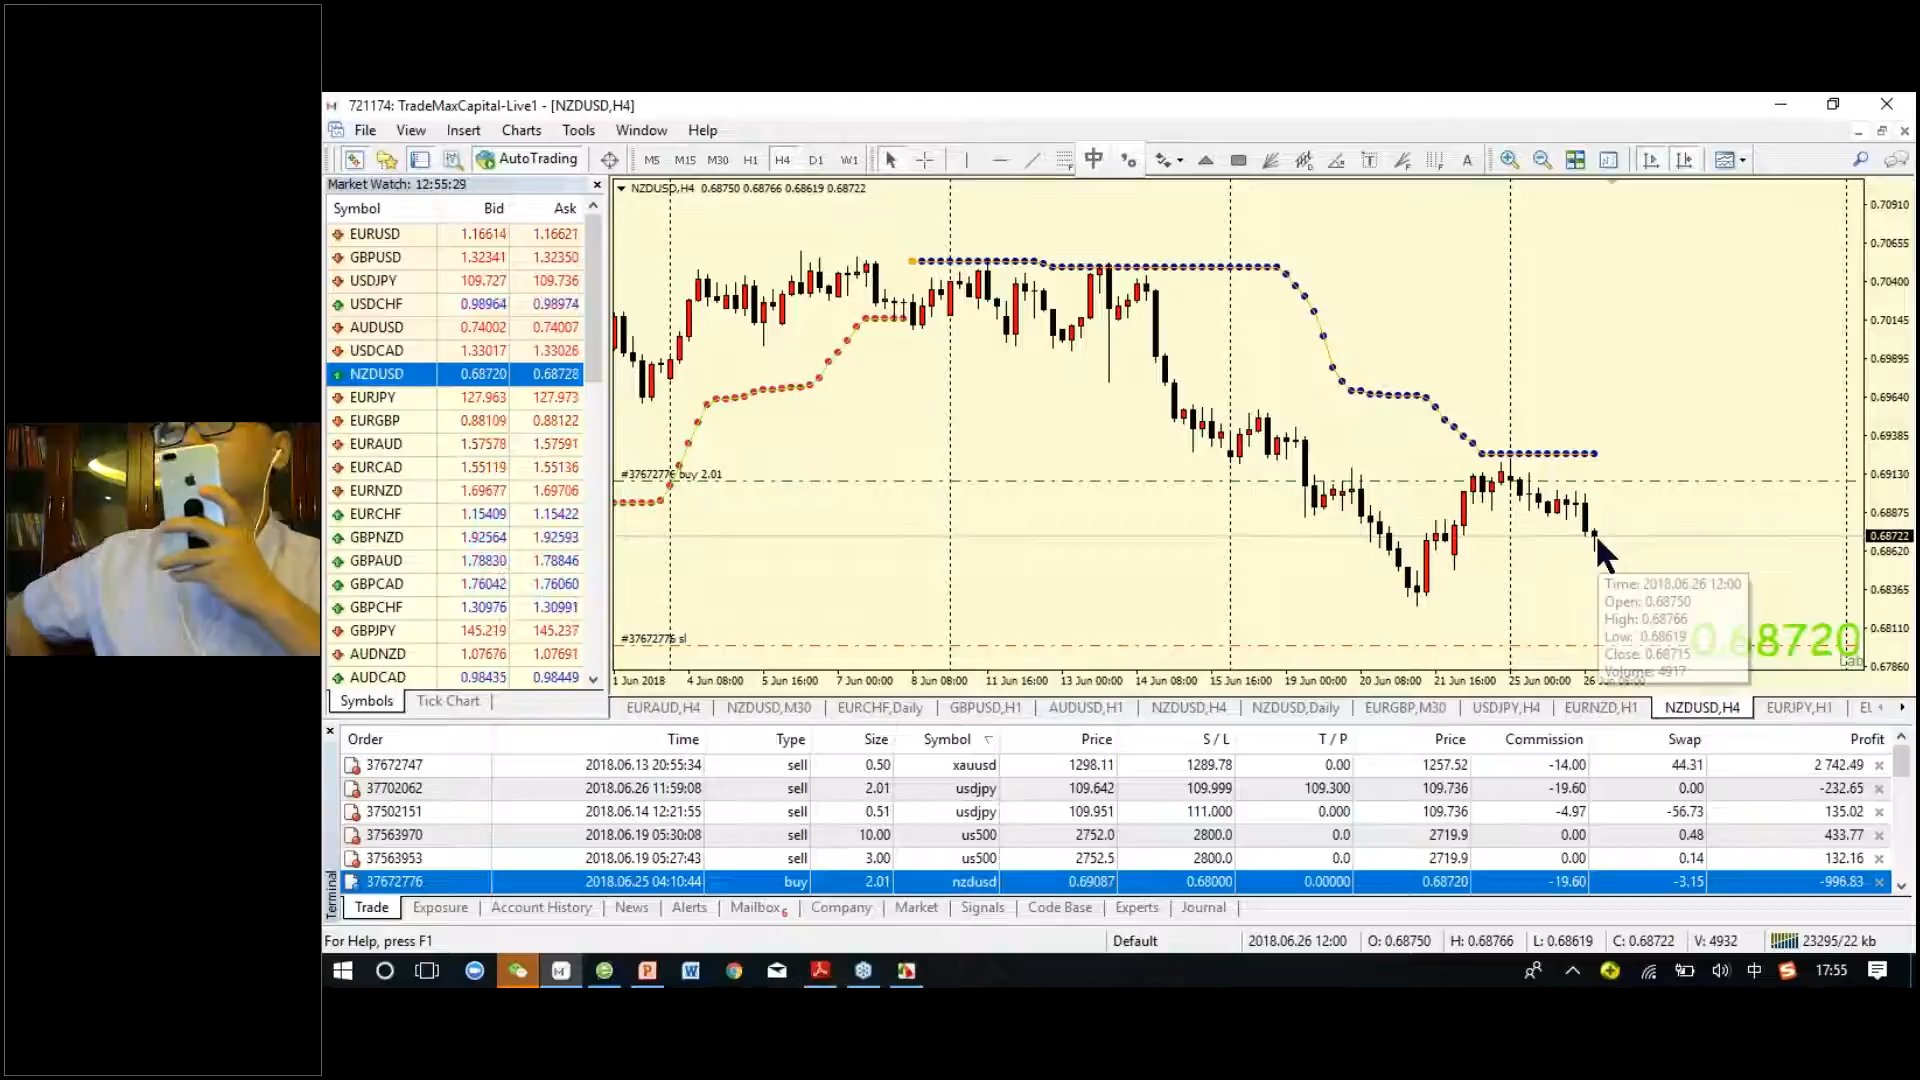 721174: TradeMaxCapital-Live1 - [NZDUSD,H4]
File View Insert Charts Tools Window Help
AutoTrading M5 M15 M30 H1 H4 D1 W1 中 A T
Market Watch: 12:55:29
Symbol Bid Ask
EURUSD 1.16614 1.16621
GBPUSD 1.32341 1.32350
USDJPY 109.727 109.736
USDCHF 0.98964 0.98974
AUDUSD 0.74002 0.74007
USDCAD 1.33017 1.33026
NZDUSD 0.68720 0.68728
EURJPY 127.963 127.973
EURGBP 0.88109 0.88122
EURAUD 1.57578 1.57591
EURCAD 1.55119 1.55136
EURNZD 1.69677 1.69706
EURCHF 1.15409 1.15422
GBPNZD 1.92564 1.92593
GBPAUD 1.78830 1.78846
GBPCAD 1.76042 1.76060
GBPCHF 1.30976 1.30991
GBPJPY 145.219 145.237
AUDNZD 1.07676 1.07691
AUDCAD 0.98435 0.98449
Symbols Tick Chart
NZDUSD,H4 0.68750 0.68766 0.68619 0.68722
#37672776 buy 2.01
#37672776 sl
0.70910
0.70655
0.70400
0.70145
0.69895
0.69640
0.69385
0.69130
0.68875
0.68722
0.68620
0.68365
0.68110
0.67860
Time: 2018.06.26 12:00
Open: 0.68750
High: 0.68766
Low: 0.68619
Close: 0.68715
Volume: 4917
0.68720
Lab
1 Jun 2018 4 Jun 08:00 5 Jun 16:00 7 Jun 00:00 8 Jun 08:00 11 Jun 16:00 13 Jun 00:00 14 Jun 08:00 15 Jun 16:00 19 Jun 00:00 20 Jun 08:00 21 Jun 16:00 25 Jun 00:00
EURAUD,H4 NZDUSD,M30 EURCHF,Daily GBPUSD,H1 AUDUSD,H1 NZDUSD,H4 NZDUSD,Daily EURGBP,M30 USDJPY,H4 EURNZD,H1 NZDUSD,H4 EURJPY,H1
Order Time Type Size Symbol Price S / L T / P Price Commission Swap Profit
37672747 2018.06.13 20:55:34 sell 0.50 xauusd 1298.11 1289.78 0.00 1257.52 -14.00 44.31 2 742.49
37702062 2018.06.26 11:59:08 sell 2.01 usdjpy 109.642 109.999 109.300 109.736 -19.60 0.00 -232.65
37502151 2018.06.14 12:21:55 sell 0.51 usdjpy 109.951 111.000 0.000 109.736 -4.97 -56.73 135.02
37563970 2018.06.19 05:30:08 sell 10.00 us500 2752.0 2800.0 0.0 2719.9 0.00 0.48 433.77
37563953 2018.06.19 05:27:43 sell 3.00 us500 2752.5 2800.0 0.0 2719.9 0.00 0.14 132.16
37672776 2018.06.25 04:10:44 buy 2.01 nzdusd 0.69087 0.68000 0.00000 0.68720 -19.60 -3.15 -996.83
Terminal
Trade Exposure Account History News Alerts Mailbox 6 Company Market Signals Code Base Experts Journal
For Help, press F1 Default 2018.06.26 12:00 O: 0.68750 H: 0.68766 L: 0.68619 C: 0.68722 V: 4932 23295/22 kb
中 17:55